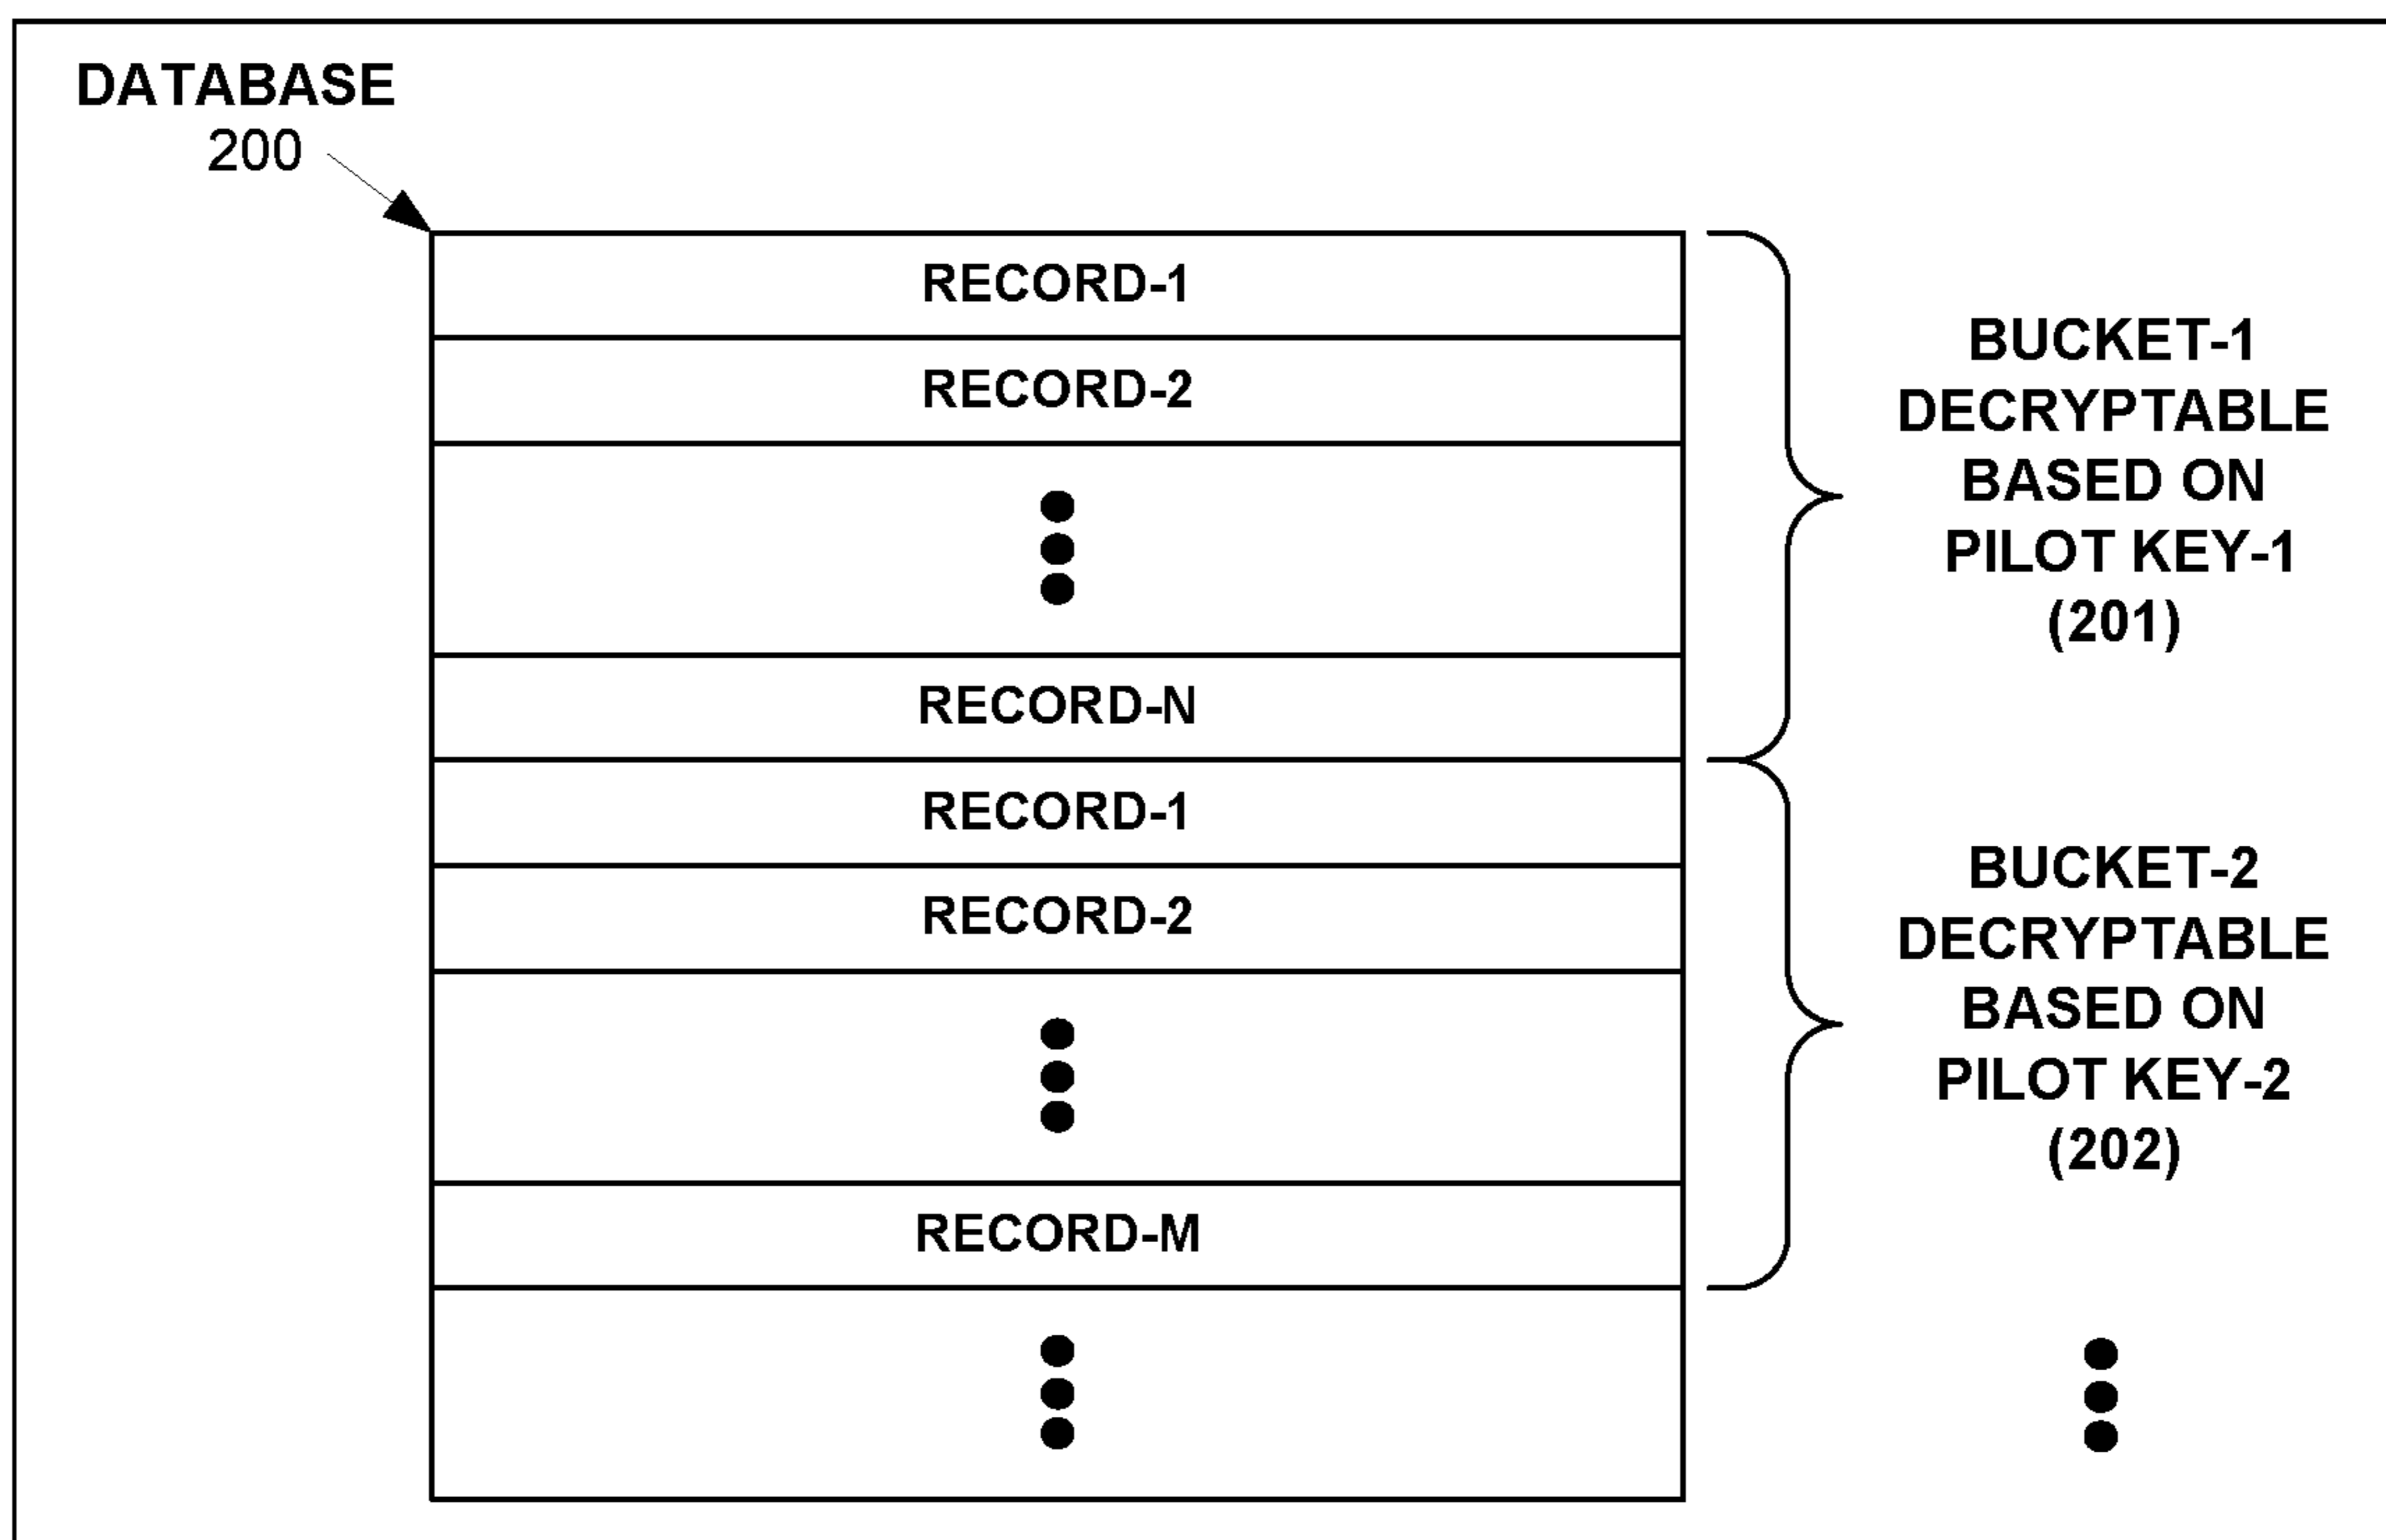 DATABASE
200
RECORD-1
RECORD-2
RECORD-N
BUCKET-1
DECRYPTABLE
BASED ON
PILOT KEY-1
(201)
RECORD-1
RECORD-2
RECORD-M
BUCKET-2
DECRYPTABLE
BASED ON
PILOT KEY-2
(202)